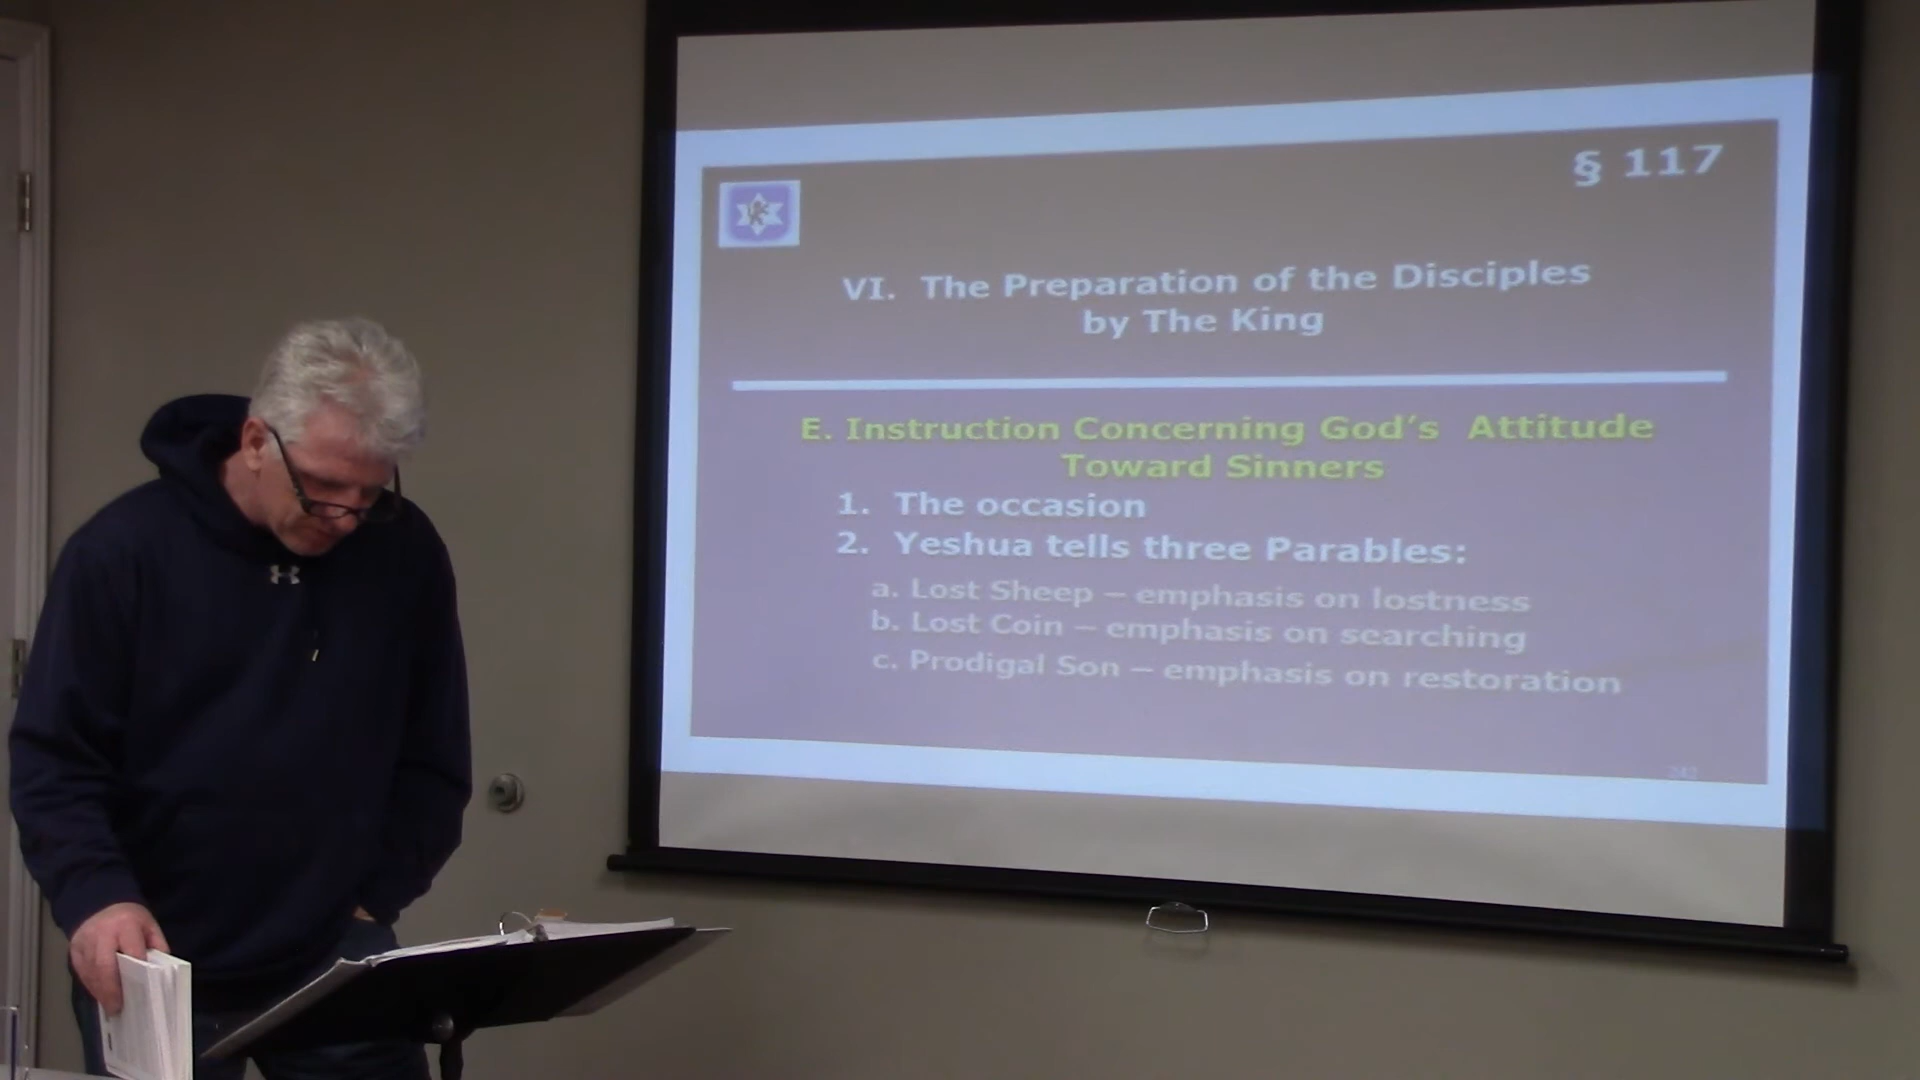 § 117
VI. The Preparation of the Disciples
by The King
E. Instruction Concerning God's Attitude
Toward Sinners
1. The occasion
2. Yeshua tells three Parables:
a. Lost Sheep – emphasis on lostness
b. Lost Coin – emphasis on searching
c. Prodigal Son – emphasis on restoration